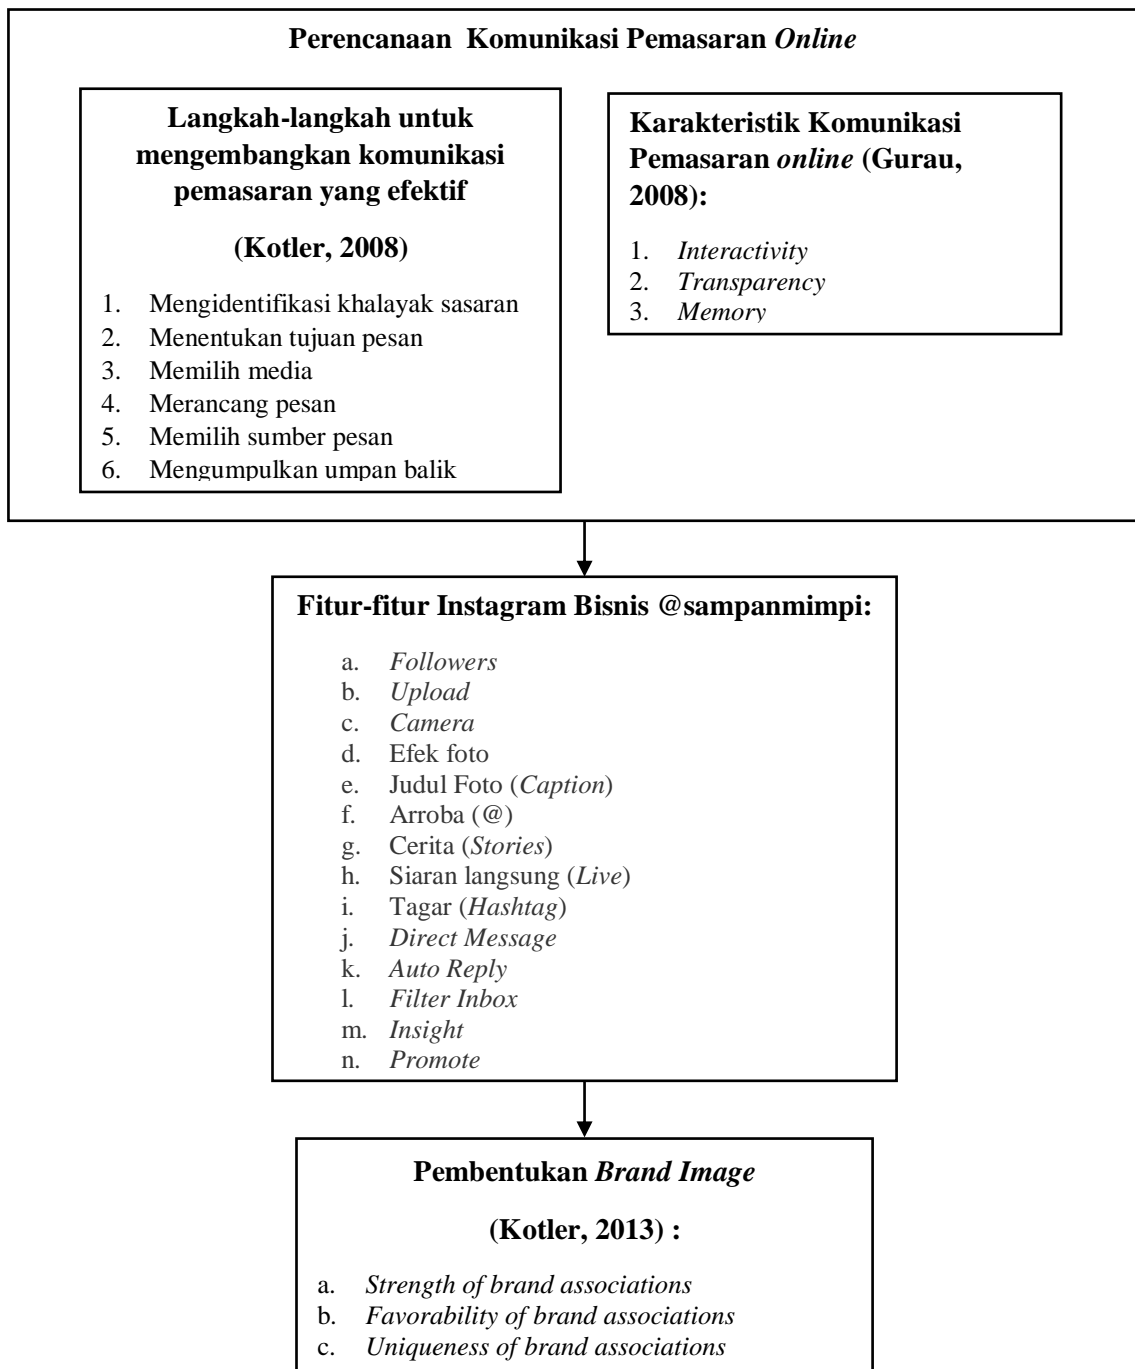 Perencanaan Komunikasi Pemasaran Online
Langkah-langkah untuk
mengembangkan komunikasi
pemasaran yang efektif
(Kotler, 2008)
1. Mengidentifikasi khalayak sasaran
2. Menentukan tujuan pesan
3. Memilih media
4. Merancang pesan
5. Memilih sumber pesan
6. Mengumpulkan umpan balik
Karakteristik Komunikasi
Pemasaran online (Gurau,
2008):
1. Interactivity
2. Transparency
3. Memory
Fitur-fitur Instagram Bisnis @sampanmimpi:
a. Followers
b. Upload
c. Camera
d. Efek foto
e. Judul Foto (Caption)
f. Arroba (@)
g. Cerita (Stories)
h. Siaran langsung (Live)
i. Tagar (Hashtag)
j. Direct Message
k. Auto Reply
l. Filter Inbox
m. Insight
n. Promote
Pembentukan Brand Image
(Kotler, 2013) :
a. Strength of brand associations
b. Favorability of brand associations
c. Uniqueness of brand associations